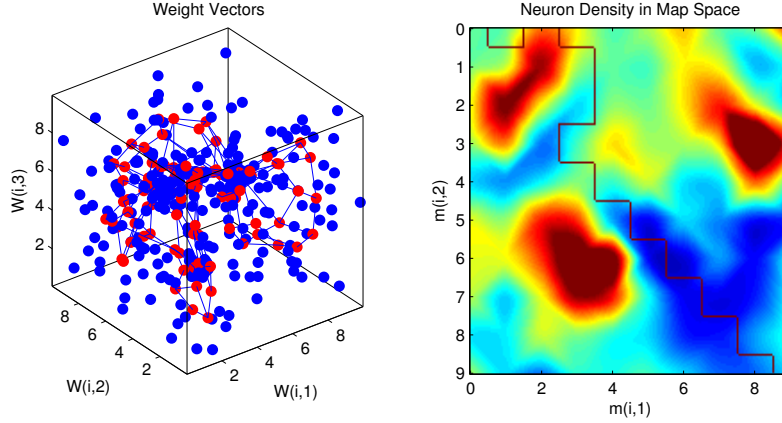 Weight Vectors
W(i,3)
8
6
4
2
8
6
4
2
2
4
6
8
W(i,2)
W(i,1)
Neuron Density in Map Space
m(i,2)
0
1
2
3
4
5
6
7
8
9
0 2 4 6 8
m(i,1)